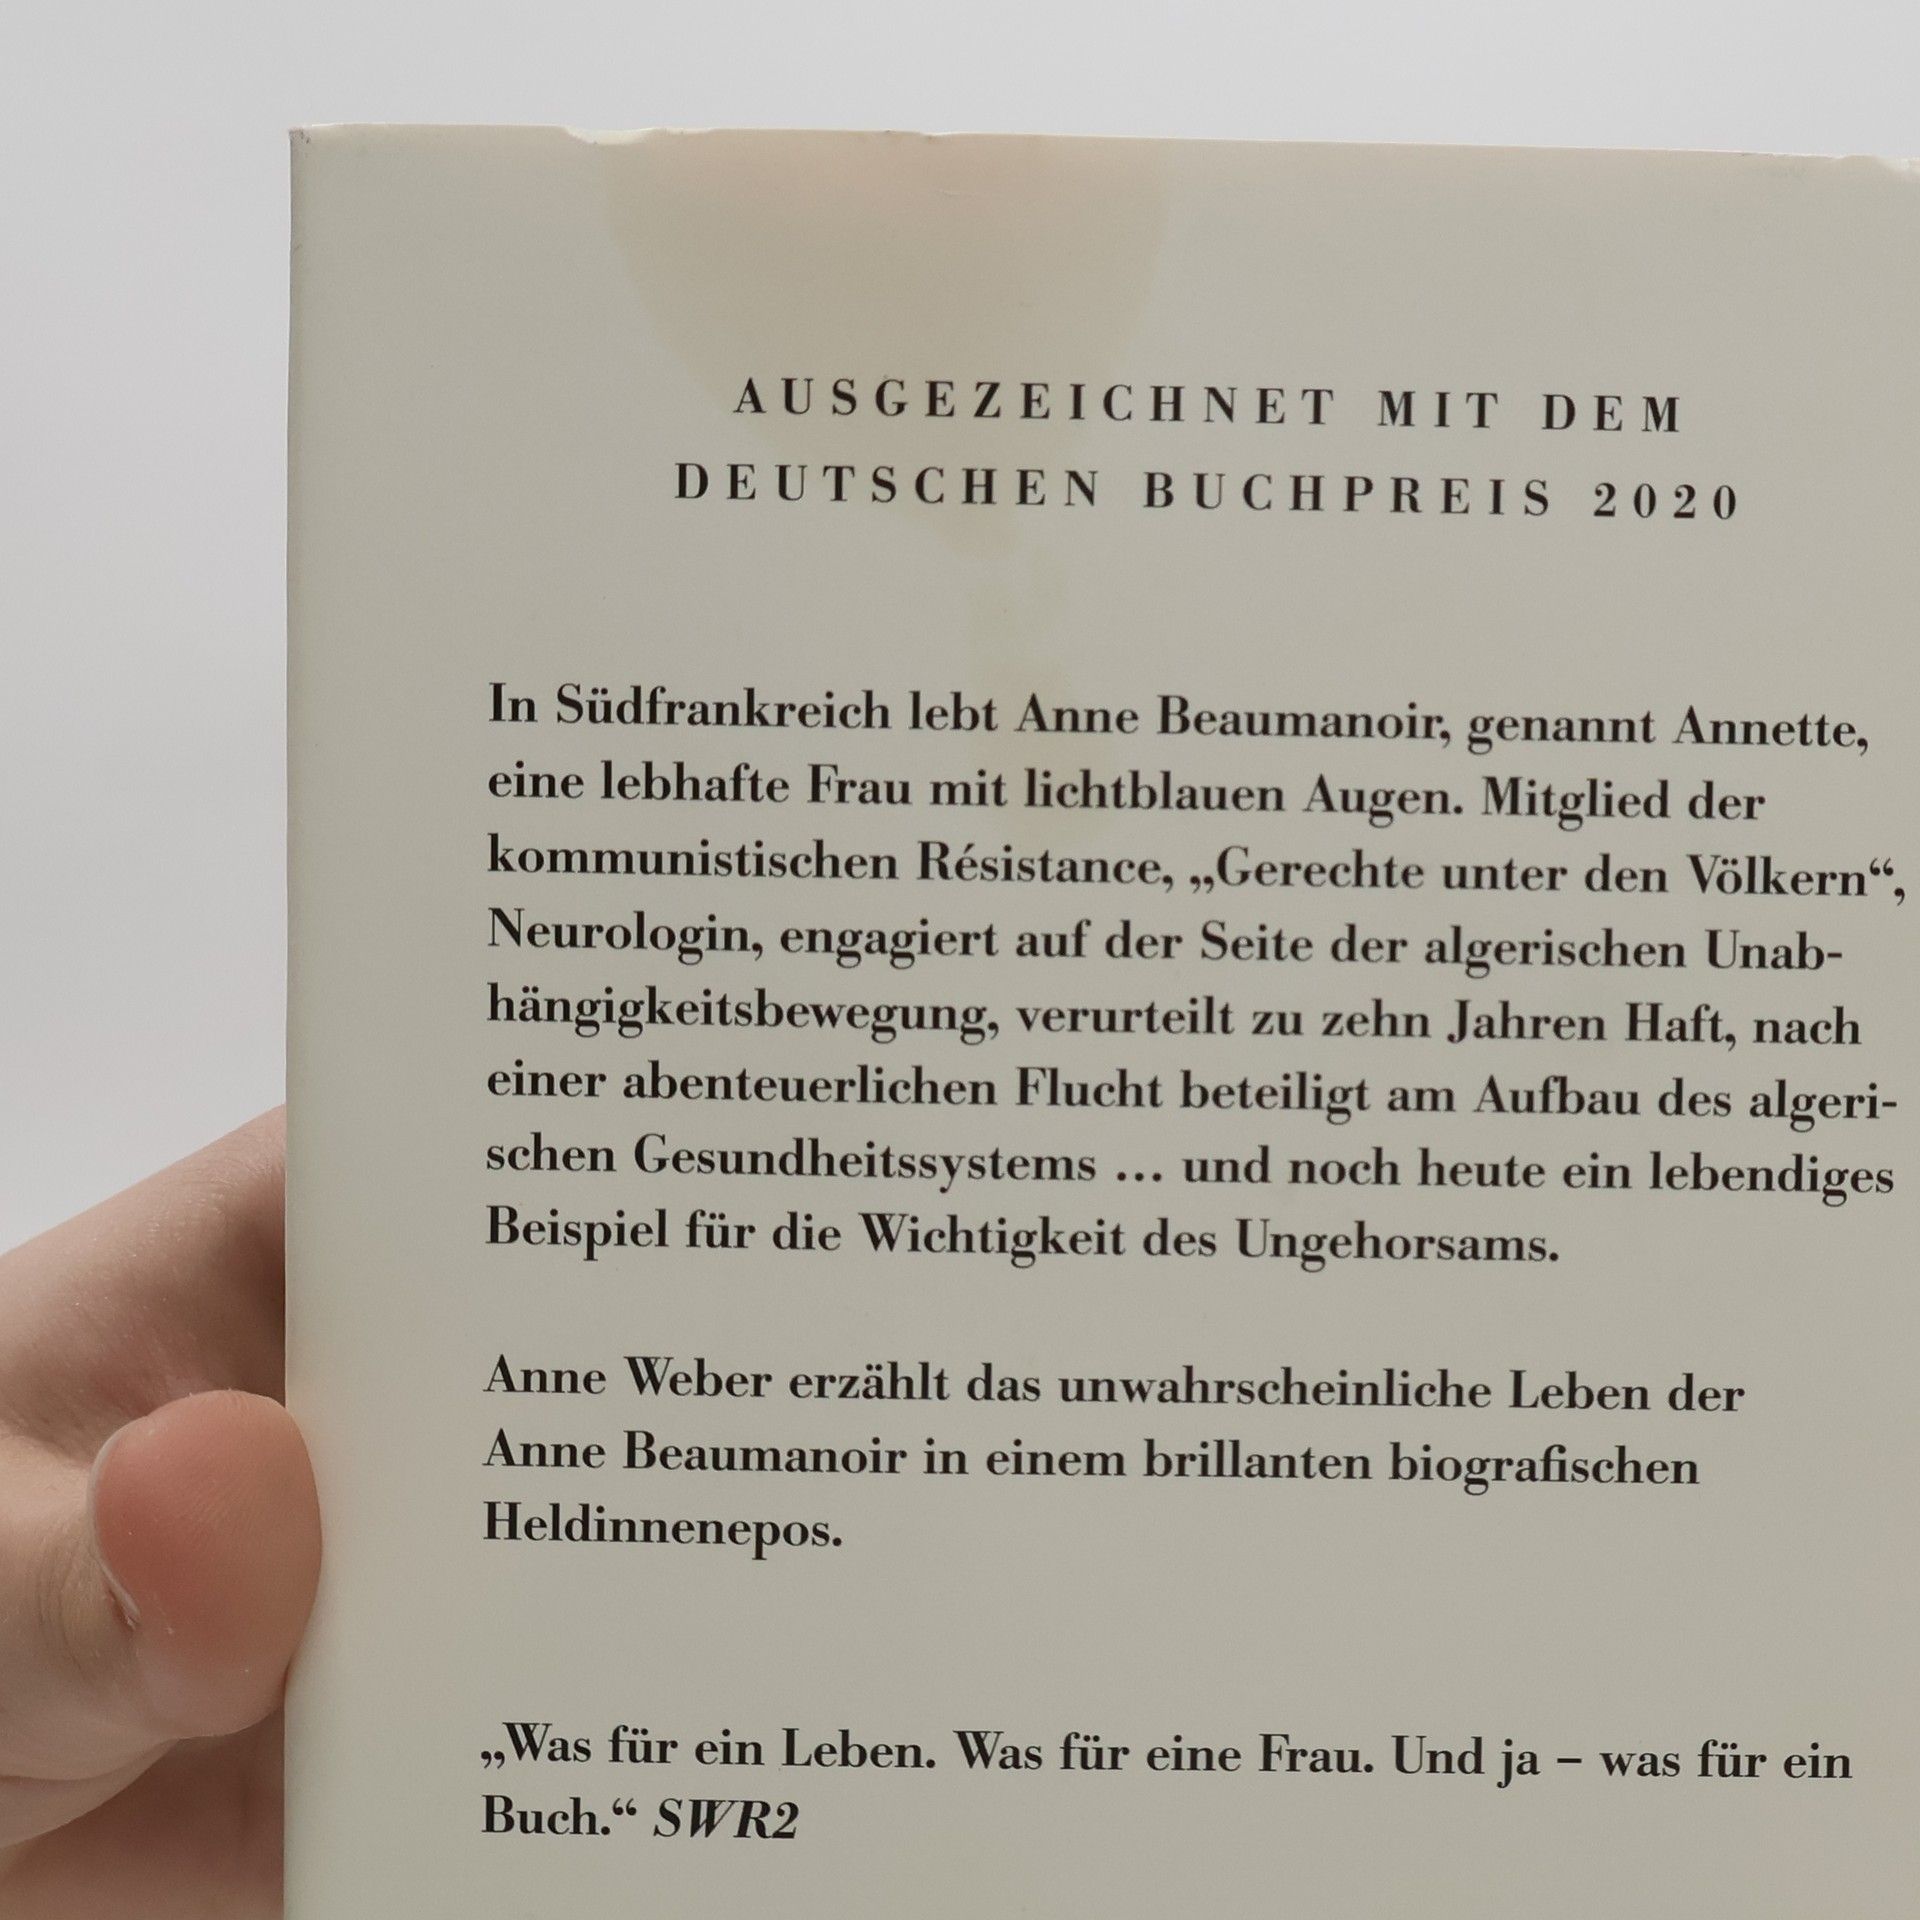 AUSGEZEICHNET MIT DEM
DEUTSCHEN BUCHPREIS 2020
In Südfrankreich lebt Anne Beaumanoir, genannt Annette,
eine lebhafte Frau mit lichtblauen Augen. Mitglied der
kommunistischen Résistance, „Gerechte unter den Völkern“,
Neurologin, engagiert auf der Seite der algerischen Unab-
hängigkeitsbewegung, verurteilt zu zehn Jahren Haft, nach
einer abenteuerlichen Flucht beteiligt am Aufbau des algeri-
schen Gesundheitssystems ... und noch heute ein lebendiges
Beispiel für die Wichtigkeit des Ungehorsams.
Anne Weber erzählt das unwahrscheinliche Leben der
Anne Beaumanoir in einem brillanten biografischen
Heldinnenepos.
„Was für ein Leben. Was für eine Frau. Und ja – was für ein
Buch.“ SWR2